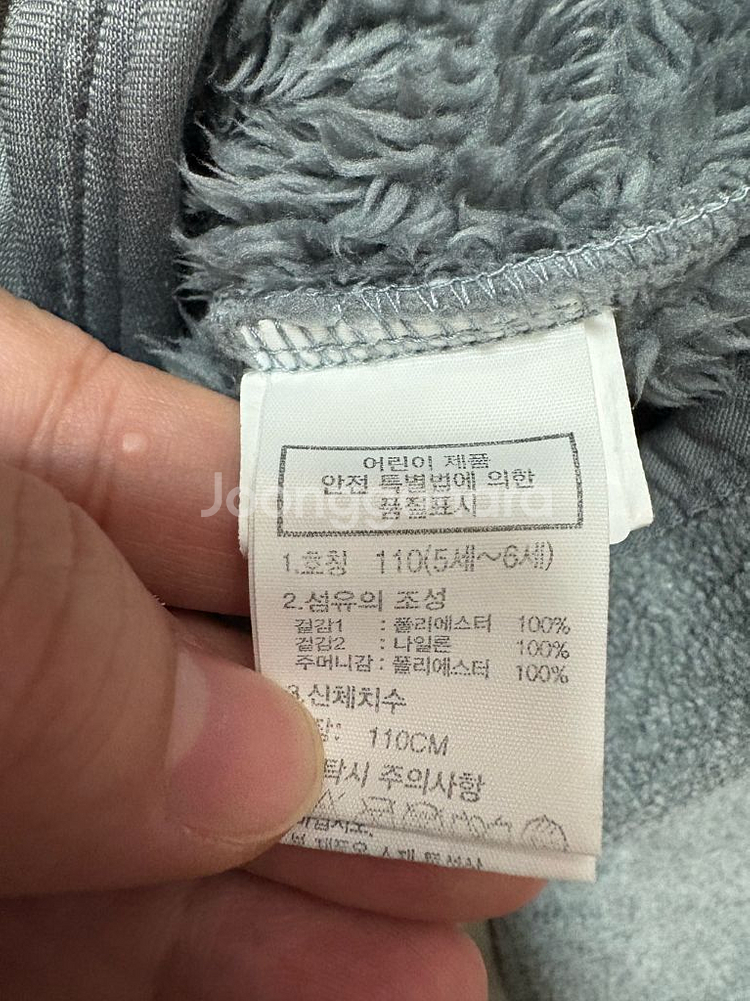 어린이 제품
안전 특별법에 의한
품질표시
1.호칭 110(5세~6세)
2.섬유의 조성
겉감1 : 폴리에스터 100%
겉감2 : 나일론 100%
주머니감 : 폴리에스터 100%
3.신체치수
110CM
주의사항